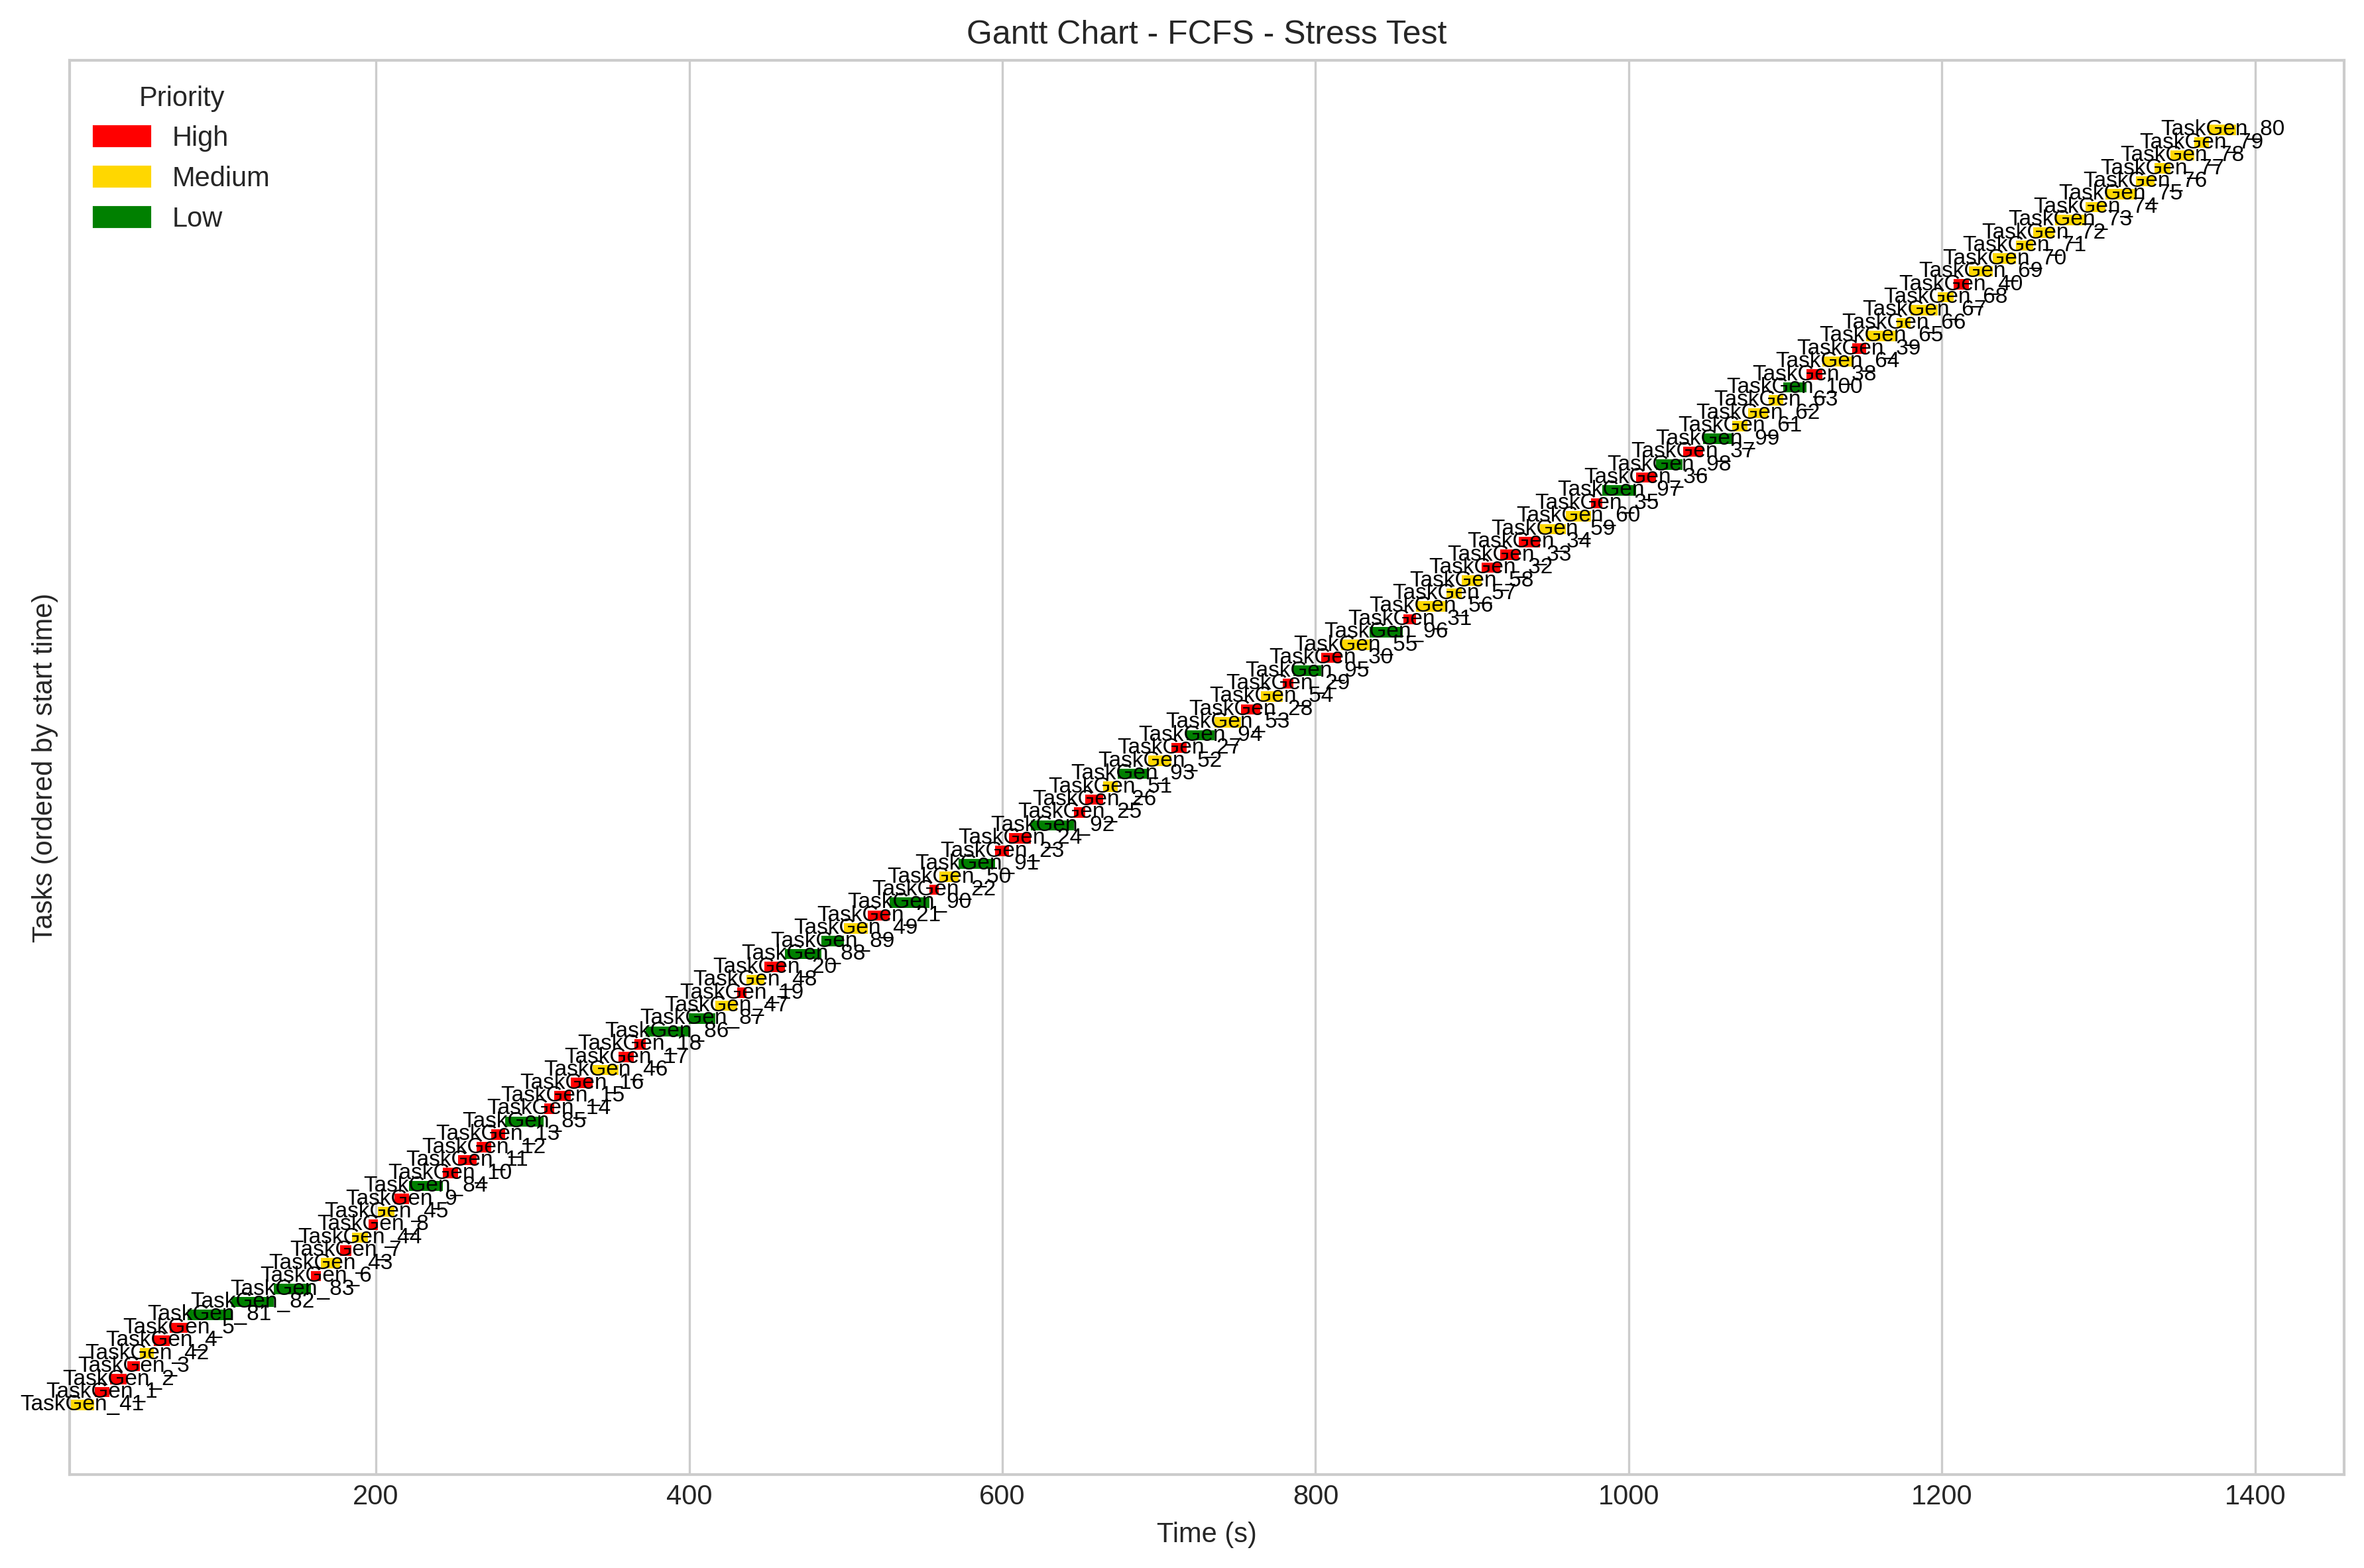 Gantt Chart - FCFS - Stress Test
Priority
High
Medium
Low
TaskGen_80
TaskGen_79
TaskGen_78
TaskGen_77
TaskGen_76
TaskGen_75
TaskGen_74
TaskGen_73
TaskGen_72
TaskGen_71
TaskGen_70
TaskGen_69
TaskGen_40
TaskGen_68
TaskGen_67
TaskGen_66
TaskGen_65
TaskGen_39
TaskGen_64
TaskGen_38
TaskGen_100
TaskGen_63
TaskGen_62
TaskGen_61
TaskGen_99
TaskGen_37
TaskGen_98
TaskGen_36
TaskGen_97
TaskGen_35
TaskGen_60
TaskGen_59
TaskGen_34
TaskGen_33
TaskGen_32
TaskGen_58
TaskGen_57
TaskGen_56
TaskGen_31
TaskGen_96
TaskGen_55
TaskGen_30
TaskGen_95
TaskGen_29
TaskGen_54
TaskGen_28
TaskGen_53
TaskGen_94
TaskGen_27
TaskGen_52
TaskGen_93
TaskGen_51
TaskGen_26
TaskGen_25
TaskGen_92
TaskGen_24
TaskGen_23
TaskGen_91
TaskGen_50
TaskGen_22
TaskGen_90
TaskGen_21
TaskGen_49
TaskGen_89
TaskGen_88
TaskGen_20
TaskGen_48
TaskGen_19
TaskGen_47
TaskGen_87
TaskGen_86
TaskGen_18
TaskGen_17
TaskGen_46
TaskGen_16
TaskGen_15
TaskGen_14
TaskGen_85
TaskGen_13
TaskGen_12
TaskGen_11
TaskGen_10
TaskGen_84
TaskGen_9
TaskGen_45
TaskGen_8
TaskGen_44
TaskGen_7
TaskGen_43
TaskGen_6
TaskGen_83
TaskGen_82
TaskGen_81
TaskGen_5
TaskGen_4
TaskGen_42
TaskGen_3
TaskGen_2
TaskGen_1
TaskGen_41
Tasks (ordered by start time)
200 400 600 800 1000 1200 1400
Time (s)